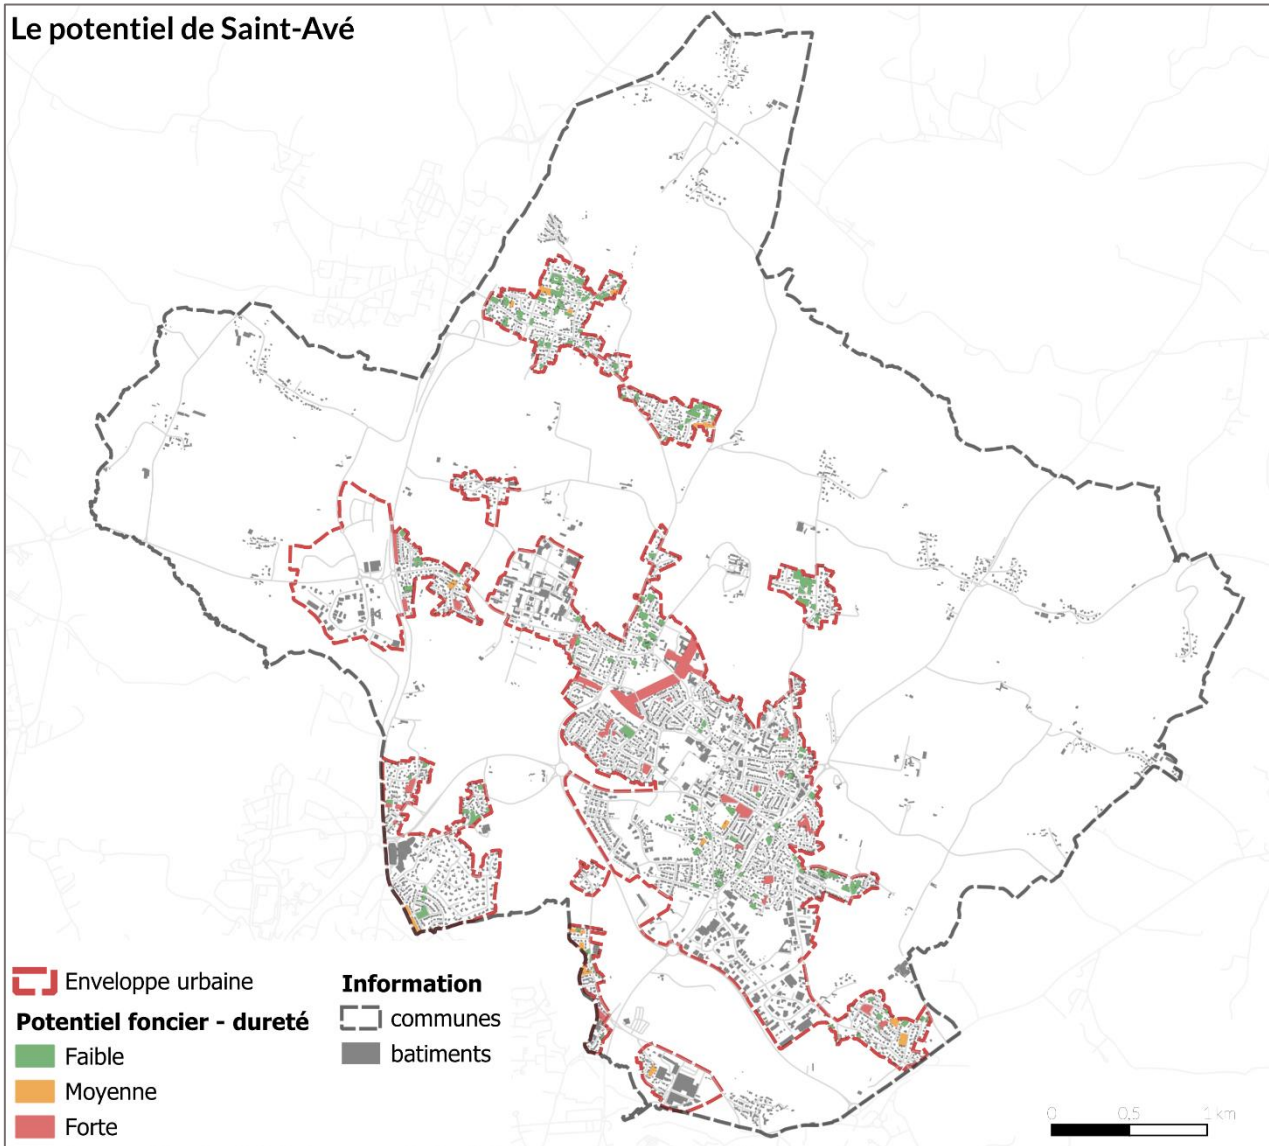 Le potentiel de Saint-Avé
Enveloppe urbaine
Potentiel foncier - dureté
Faible
Moyenne
Forte
Information
communes
batiments
0 0,5 1 km